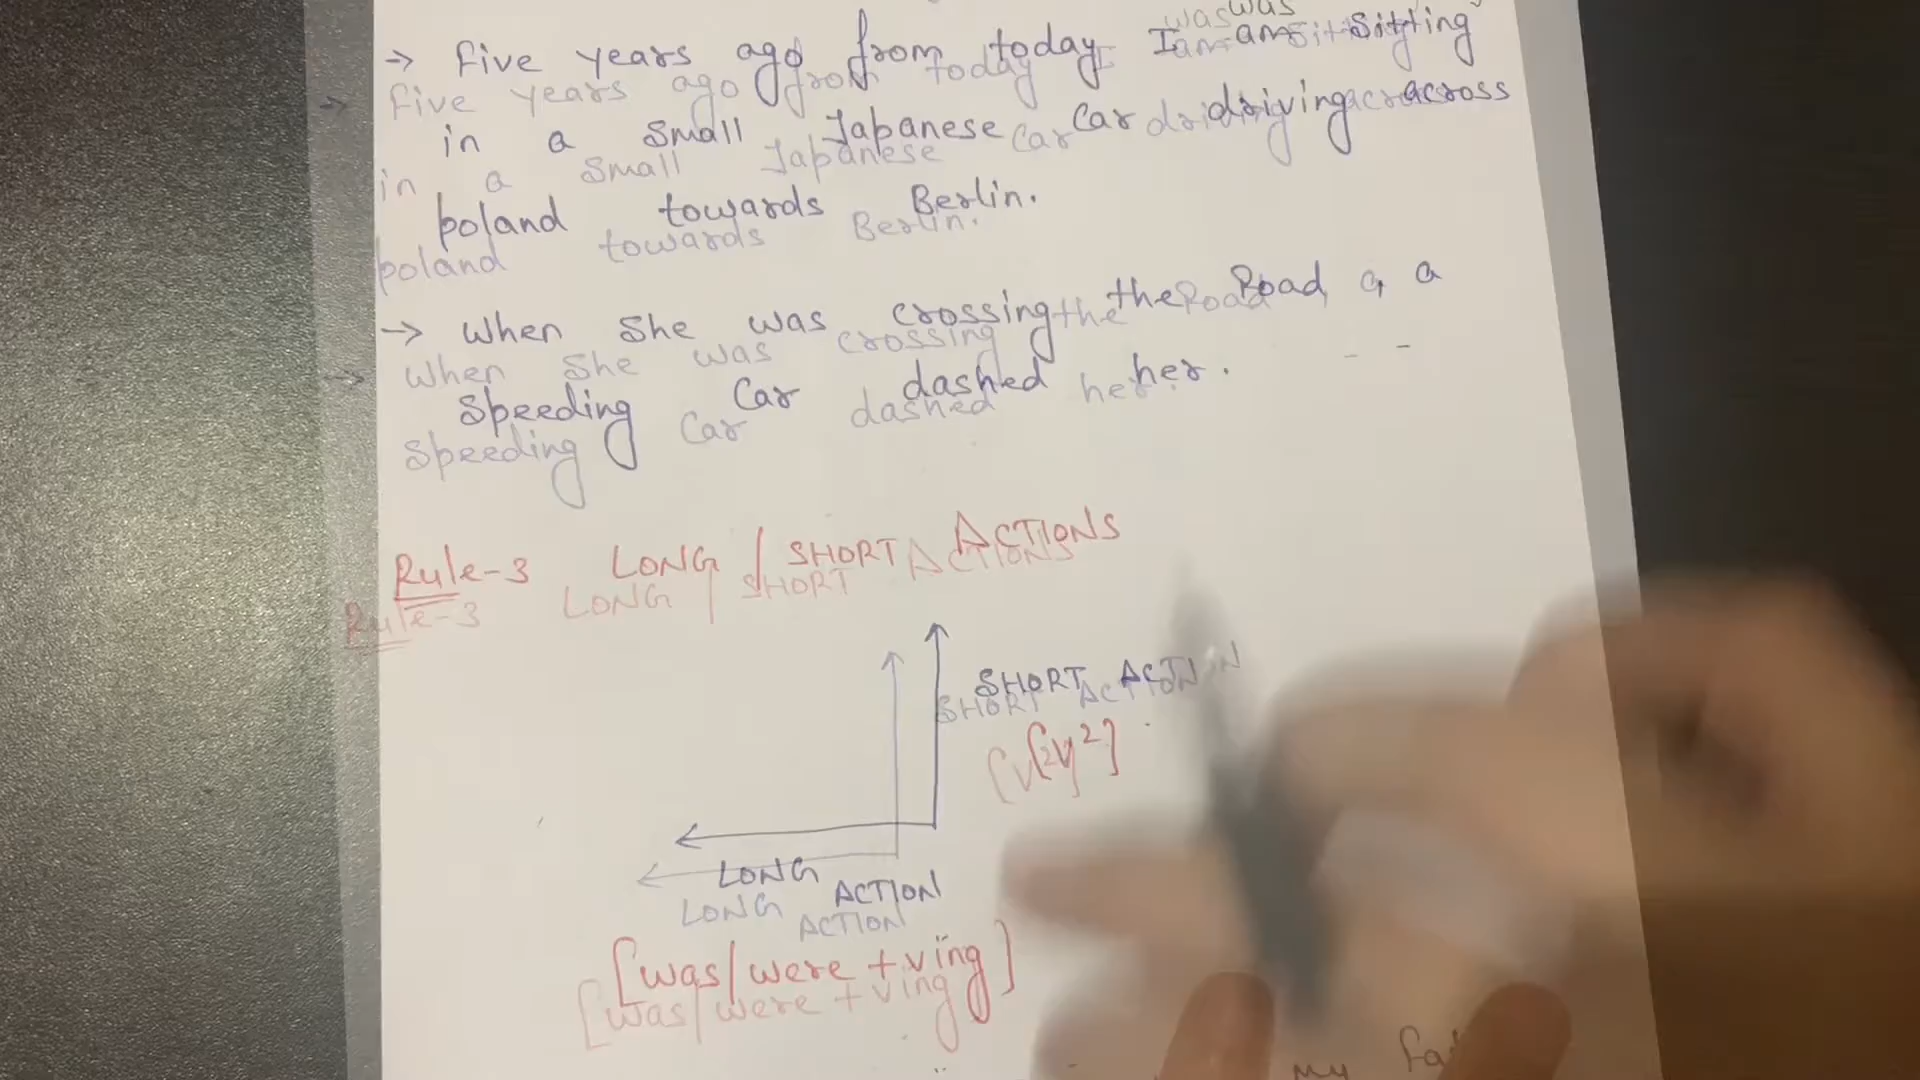 was
→ five years ago from today I am sitting
in a small Japanese car driving across
poland towards Berlin.
→ When She was crossing the Road, a
Speeding Car dashed her.
Rule-3 LONG / SHORT ACTIONS
SHORT ACTION
[V2]
LONG
ACTION
[was/were + ving]
My